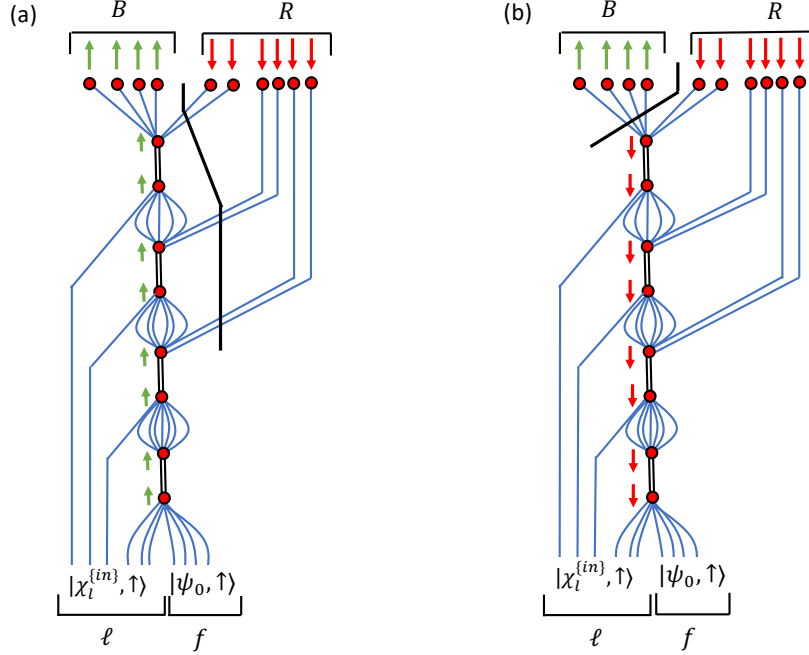 (a) B R (b) B R
|χ_l^{in}, ↑⟩ |ψ_0, ↑⟩ |χ_l^{in}, ↑⟩ |ψ_0, ↑⟩
ℓ f ℓ f